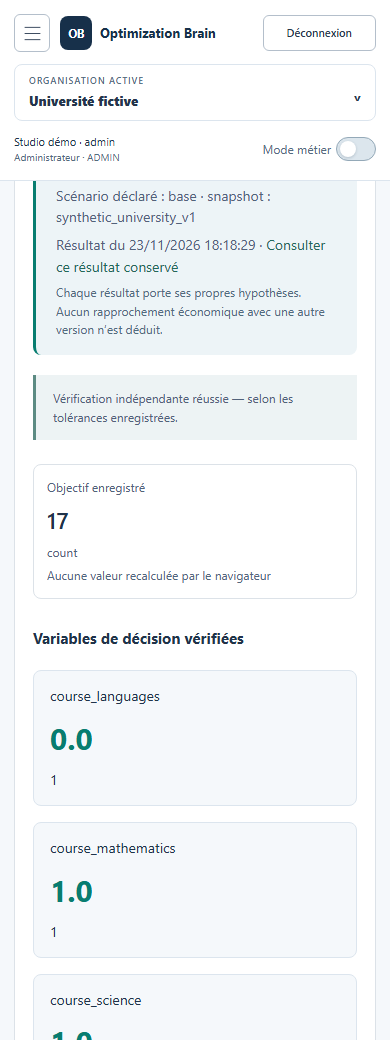 OB
Optimization Brain
Déconnexion
ORGANISATION ACTIVE
Université fictive
v
Studio démo · admin
Administrateur · ADMIN
Mode métier
Scénario déclaré : base · snapshot :
synthetic_university_v1
Résultat du 23/11/2026 18:18:29 · Consulter
ce résultat conservé
Chaque résultat porte ses propres hypothèses.
Aucun rapprochement économique avec une autre
version n'est déduit.
Vérification indépendante réussie — selon les
tolérances enregistrées.
Objectif enregistré
17
count
Aucune valeur recalculée par le navigateur
Variables de décision vérifiées
course_languages
0.0
1
course_mathematics
1.0
1
course_science
1.0